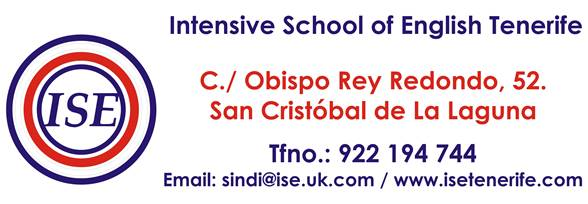 Intensive School of English Tenerife
ISE
C./ Obispo Rey Redondo, 52.
San Cristóbal de La Laguna
Tfno.: 922 194 744
Email: sindi@ise.uk.com / www.isetenerife.com